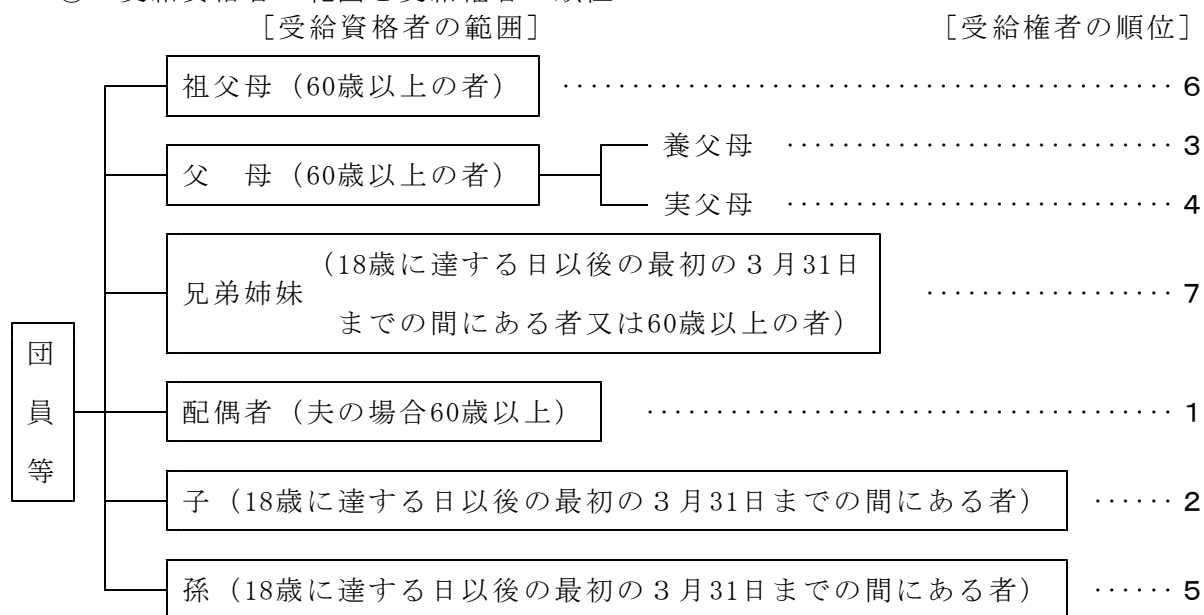 [受給資格者の範囲] [受給権者の順位]
祖父母（60歳以上の者） ………………………………………… 6
父　母（60歳以上の者）
養父母 ………………………… 3
実父母 ………………………… 4
兄弟姉妹
（18歳に達する日以後の最初の３月31日
までの間にある者又は60歳以上の者）
……………… 7
団員等
配偶者（夫の場合60歳以上） ………………………………… 1
子（18歳に達する日以後の最初の３月31日までの間にある者） …… 2
孫（18歳に達する日以後の最初の３月31日までの間にある者） …… 5